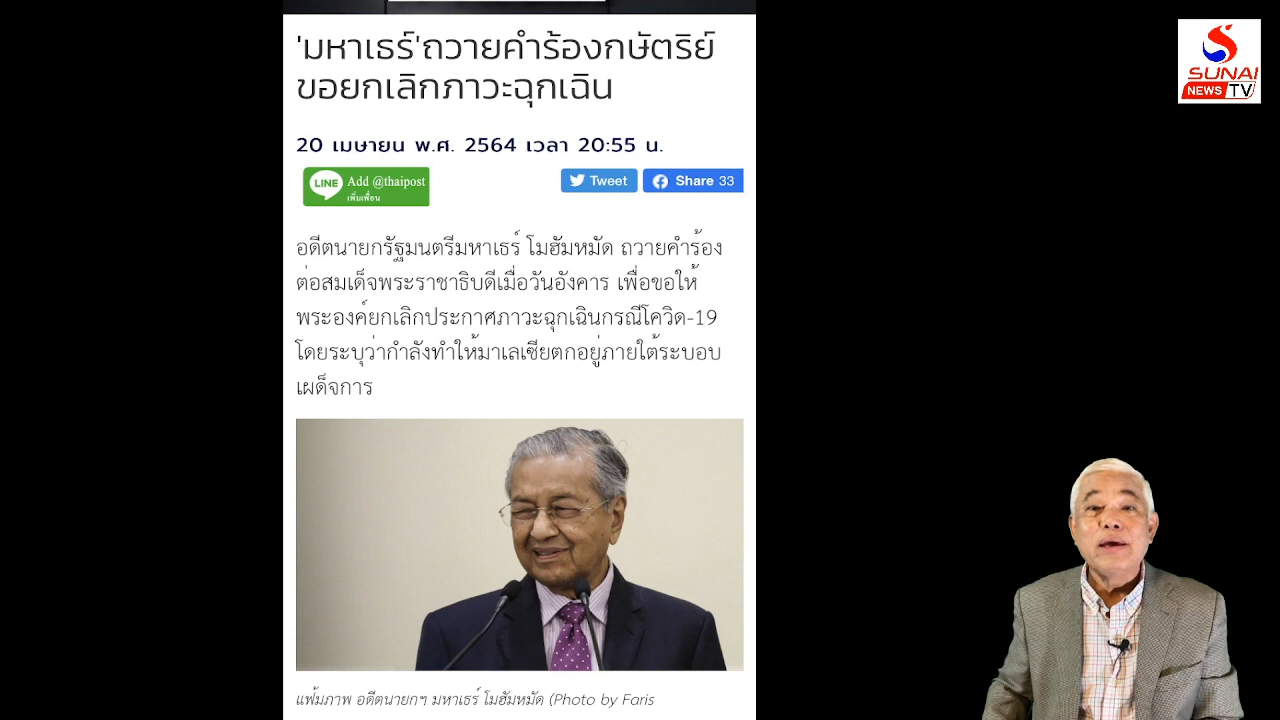 'มหาเธร์'ถวายคำร้องกษัตริย์
ขอยกเลิกภาวะฉุกเฉิน
20 เมษายน พ.ศ. 2564 เวลา 20:55 น.
LINE Add @thaipost
เพิ่มเพื่อน
Tweet
Share 33
อดีตนายกรัฐมนตรีมหาเธร์ โมฮัมหมัด ถวายคำร้อง
ต่อสมเด็จพระราชาธิบดีเมื่อวันอังคาร เพื่อขอให้
พระองค์ยกเลิกประกาศภาวะฉุกเฉินกรณีโควิด-19
โดยระบุว่ากำลังทำให้มาเลเซียตกอยู่ภายใต้ระบอบ
เผด็จการ
แฟ้มภาพ อดีตนายกฯ มหาเธร์ โมฮัมหมัด (Photo by Faris
SUNAI
NEWS TV